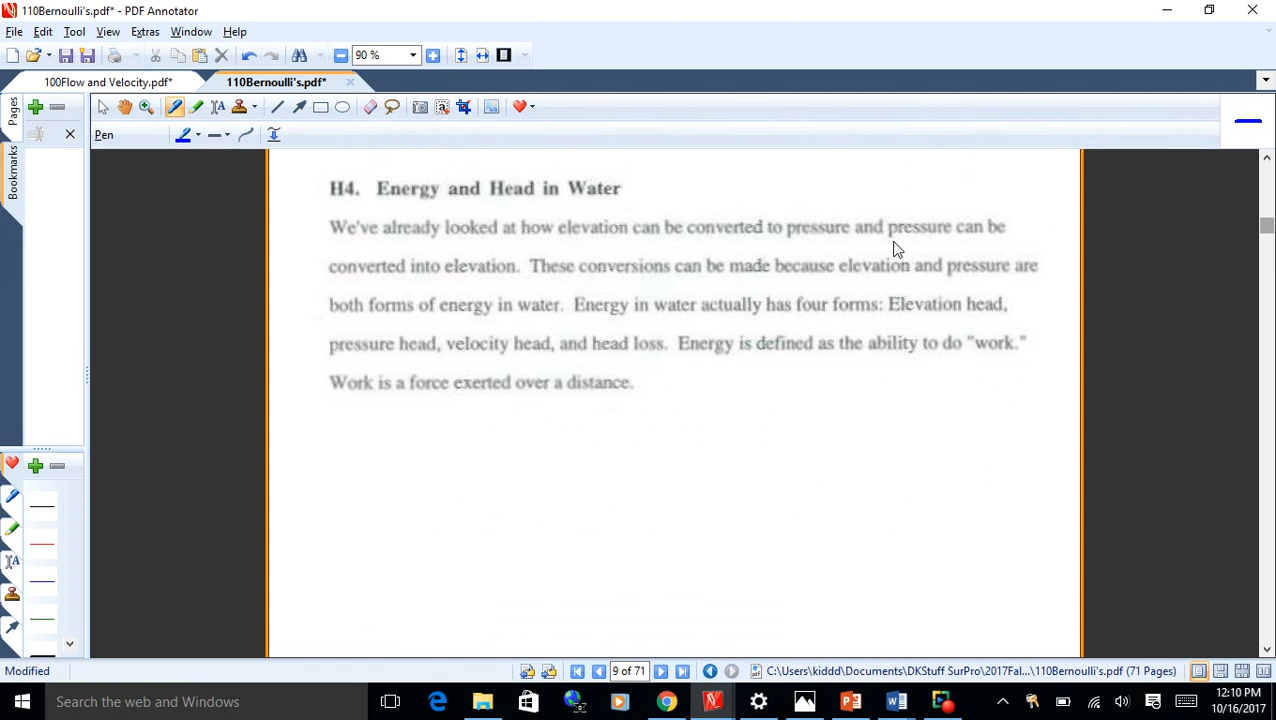 110Bernoulli's.pdf* - PDF Annotator
File Edit Tool View Extras Window Help
90 %
100Flow and Velocity.pdf* 110Bernoulli's.pdf*
Pages
Bookmarks
Pen
H4. Energy and Head in Water
We've already looked at how elevation can be converted to pressure and pressure can be
converted into elevation. These conversions can be made because elevation and pressure are
both forms of energy in water. Energy in water actually has four forms: Elevation head,
pressure head, velocity head, and head loss. Energy is defined as the ability to do "work."
Work is a force exerted over a distance.
Modified 9 of 71 C:\Users\kiddd\Documents\DKStuff SurPro\2017Fal...\110Bernoulli's.pdf (71 Pages)
Search the web and Windows
12:10 PM
10/16/2017